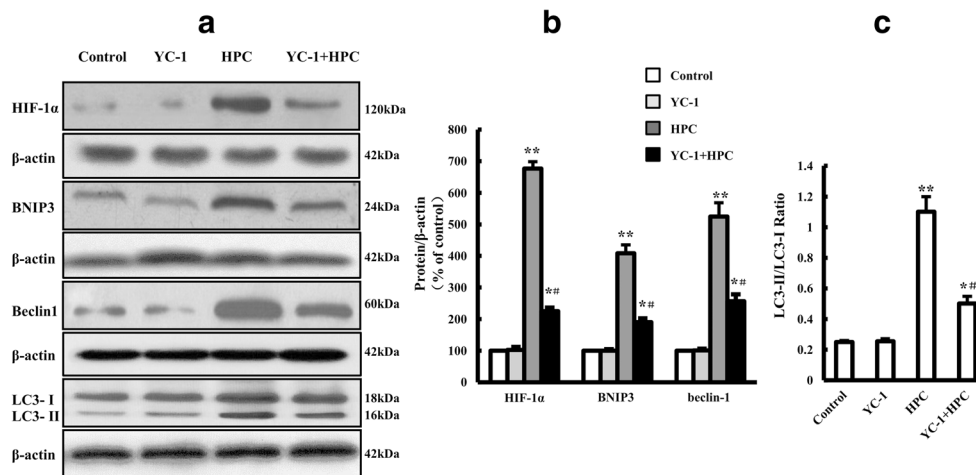 a
Control YC-1 HPC YC-1+HPC
HIF-1α 120kDa
β-actin 42kDa
BNIP3 24kDa
β-actin 42kDa
Beclin1 60kDa
β-actin 42kDa
LC3- I 18kDa
LC3- II 16kDa
β-actin 42kDa
b
Control
YC-1
HPC
YC-1+HPC
Protein/β-actin
(% of control)
800
700
600
500
400
300
200
100
0
**
*#
**
*#
**
*#
HIF-1α BNIP3 beclin-1
c
LC3-II/LC3-I Ratio
1.4
1.2
1
0.8
0.6
0.4
0.2
0
**
*#
Control YC-1 HPC YC-1+HPC